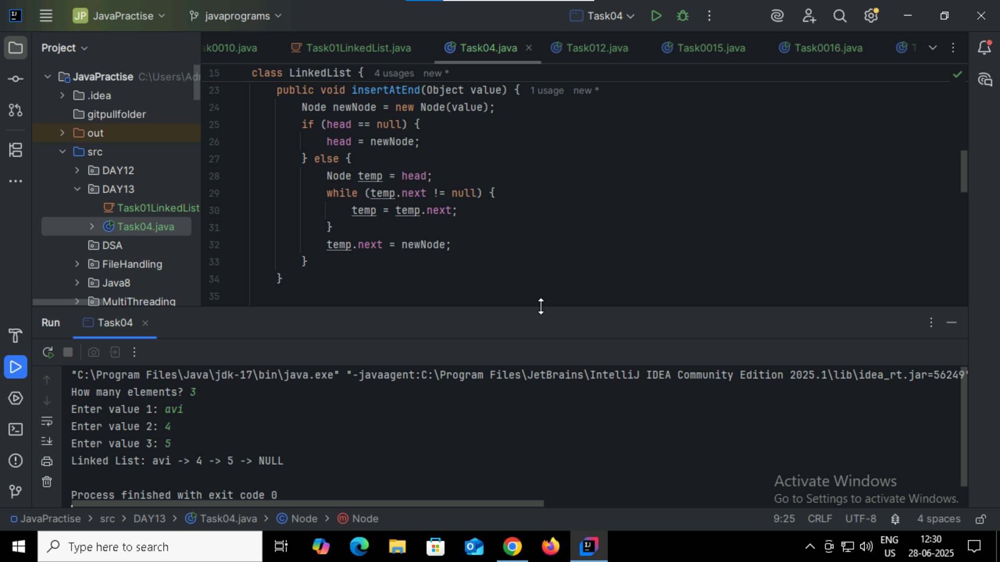 JP JavaPractise javaprograms Task04
Project
sk0010.java Task01LinkedList.java Task04.java Task012.java Task0015.java Task0016.java T
JavaPractise C:\Users\Adr
.idea
gitpullfolder
out
src
DAY12
DAY13
Task01LinkedList
Task04.java
DSA
FileHandling
Java8
MultiThreading
15 class LinkedList { 4 usages new *
23 public void insertAtEnd(Object value) { 1 usage new *
24 Node newNode = new Node(value);
25 if (head == null) {
26 head = newNode;
27 } else {
28 Node temp = head;
29 while (temp.next != null) {
30 temp = temp.next;
31 }
32 temp.next = newNode;
33 }
34 }
35
Run Task04
"C:\Program Files\Java\jdk-17\bin\java.exe" "-javaagent:C:\Program Files\JetBrains\IntelliJ IDEA Community Edition 2025.1\lib\idea_rt.jar=56249"
How many elements? 3
Enter value 1: avi
Enter value 2: 4
Enter value 3: 5
Linked List: avi -> 4 -> 5 -> NULL
Process finished with exit code 0
Activate Windows
Go to Settings to activate Windows.
JavaPractise > src > DAY13 > Task04.java > Node > Node 9:25 CRLF UTF-8 4 spaces
Type here to search
ENG
US
12:30
28-06-2025